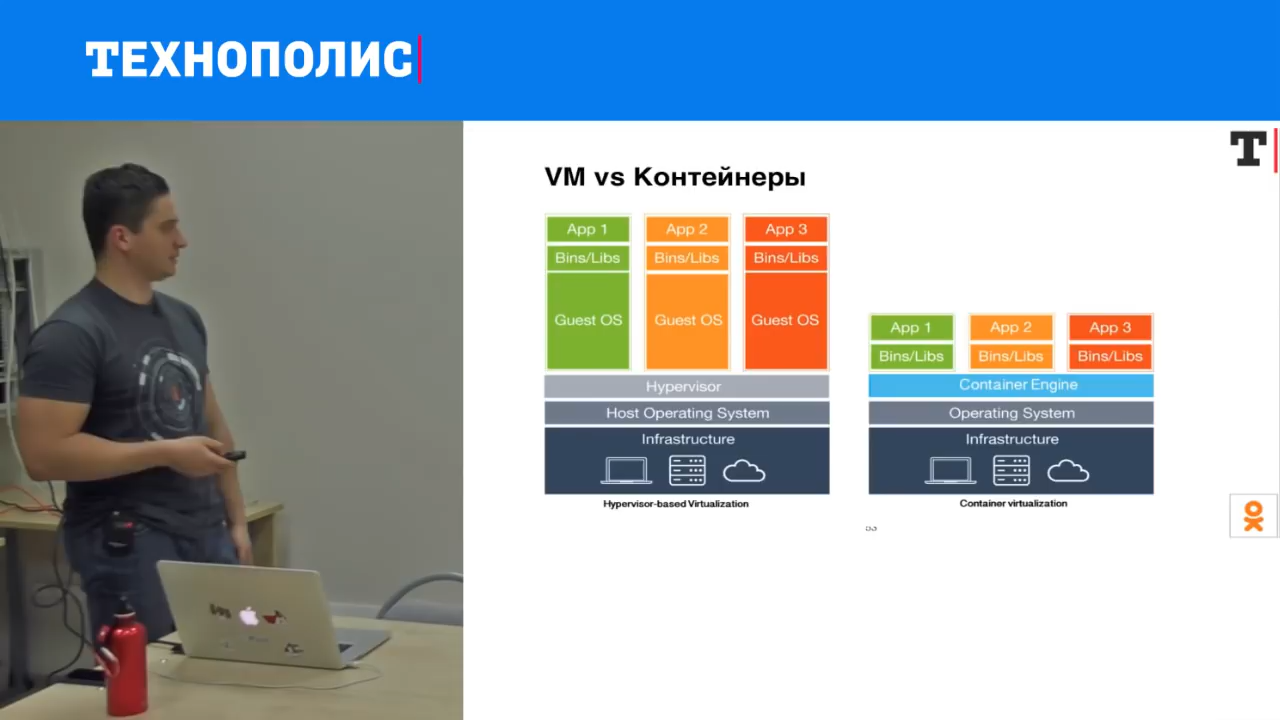 ТЕХНОПОЛИС
T
VM vs Контейнеры
App 1
App 2
App 3
Bins/Libs
Bins/Libs
Bins/Libs
Guest OS
Guest OS
Guest OS
Hypervisor
Host Operating System
Infrastructure
Hypervisor-based Virtualization
App 1
App 2
App 3
Bins/Libs
Bins/Libs
Bins/Libs
Container Engine
Operating System
Infrastructure
Container virtualization